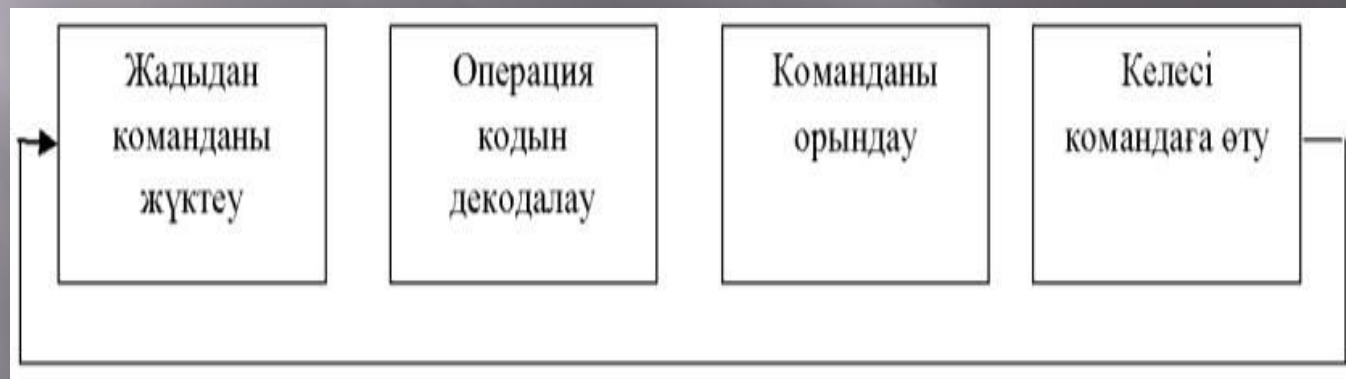 Жадыдан
команданы
жүктеу
Операция
кодын
декодалау
Команданы
орындау
Келесі
командаға өту